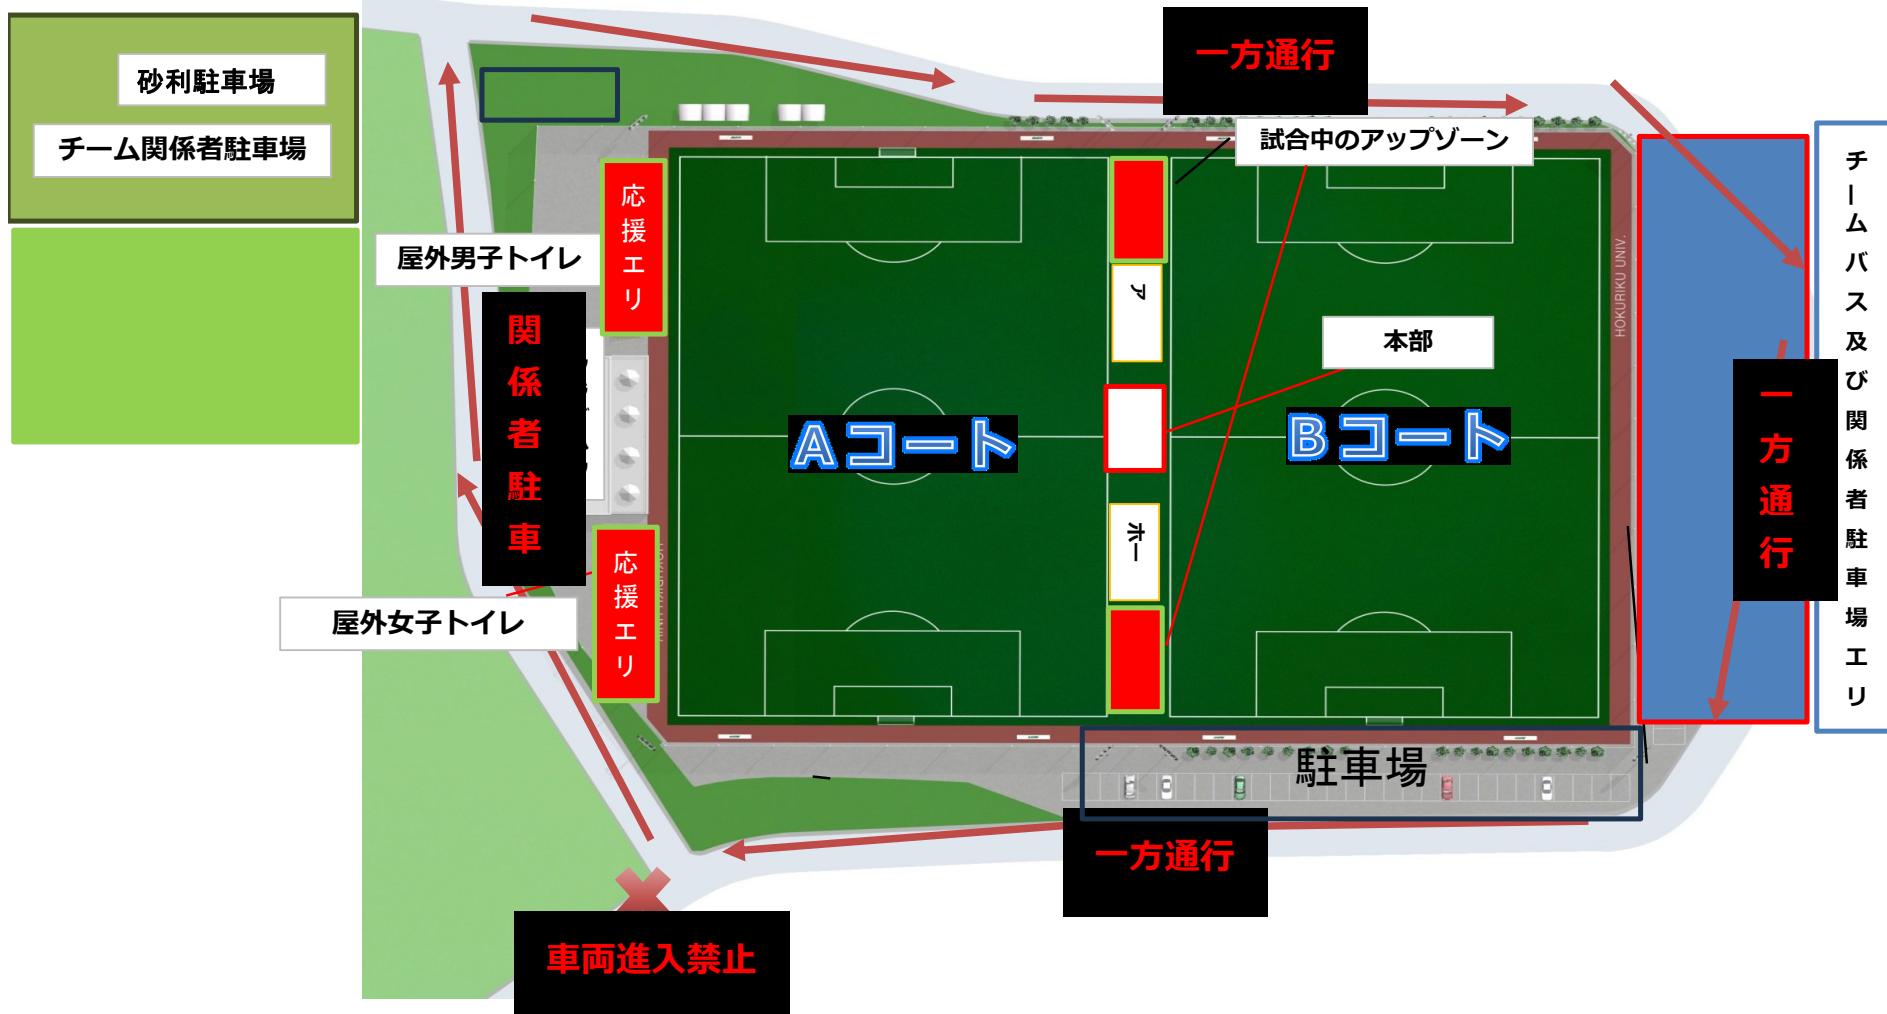 砂利駐車場
チーム関係者駐車場
一方通行
試合中のアップゾーン
応援エリ
屋外男子トイレ
ア
HOKURIKU UNIV.
チームバス及び関係者駐車場エリ
関係者駐車
本部
Aコート
Bコート
一方通行
ホー
応援エリ
屋外女子トイレ
駐車場
一方通行
車両進入禁止